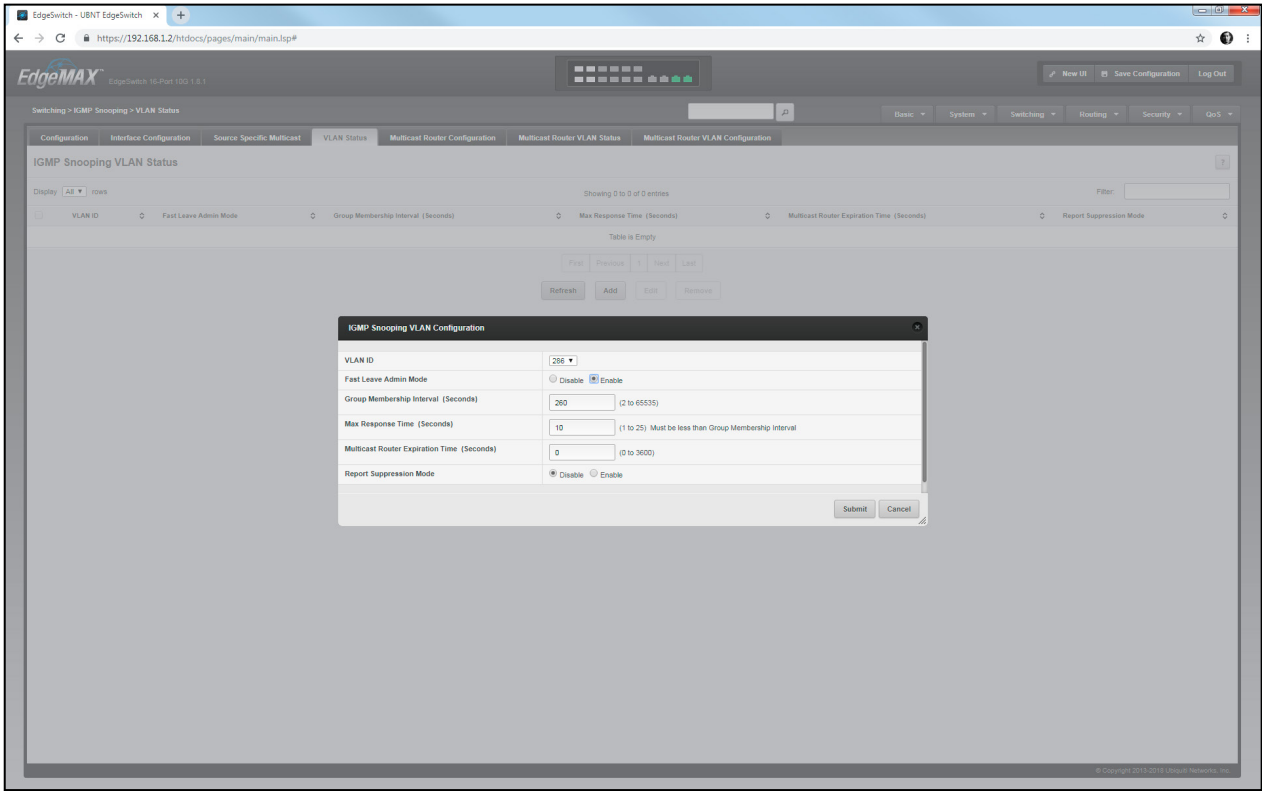 EdgeSwitch - UBNT EdgeSwitch
https://192.168.1.2/htdocs/pages/main/main.lsp#
EdgeMAX™ EdgeSwitch 16-Port 10G 1.8.1
New UI Save Configuration Log Out
Switching > IGMP Snooping > VLAN Status
Basic System Switching Routing Security QoS
Configuration Interface Configuration Source Specific Multicast VLAN Status Multicast Router Configuration Multicast Router VLAN Status Multicast Router VLAN Configuration
IGMP Snooping VLAN Status ?
Display All rows Showing 0 to 0 of 0 entries Filter:
VLAN ID Fast Leave Admin Mode Group Membership Interval (Seconds) Max Response Time (Seconds) Multicast Router Expiration Time (Seconds) Report Suppression Mode
Table is Empty
First Previous 1 Next Last
Refresh Add Edit Remove
IGMP Snooping VLAN Configuration
VLAN ID 286
Fast Leave Admin Mode Disable Enable
Group Membership Interval (Seconds) 260 (2 to 65535)
Max Response Time (Seconds) 10 (1 to 25) Must be less than Group Membership Interval
Multicast Router Expiration Time (Seconds) 0 (0 to 3600)
Report Suppression Mode Disable Enable
Submit Cancel
© Copyright 2013-2018 Ubiquiti Networks, Inc.